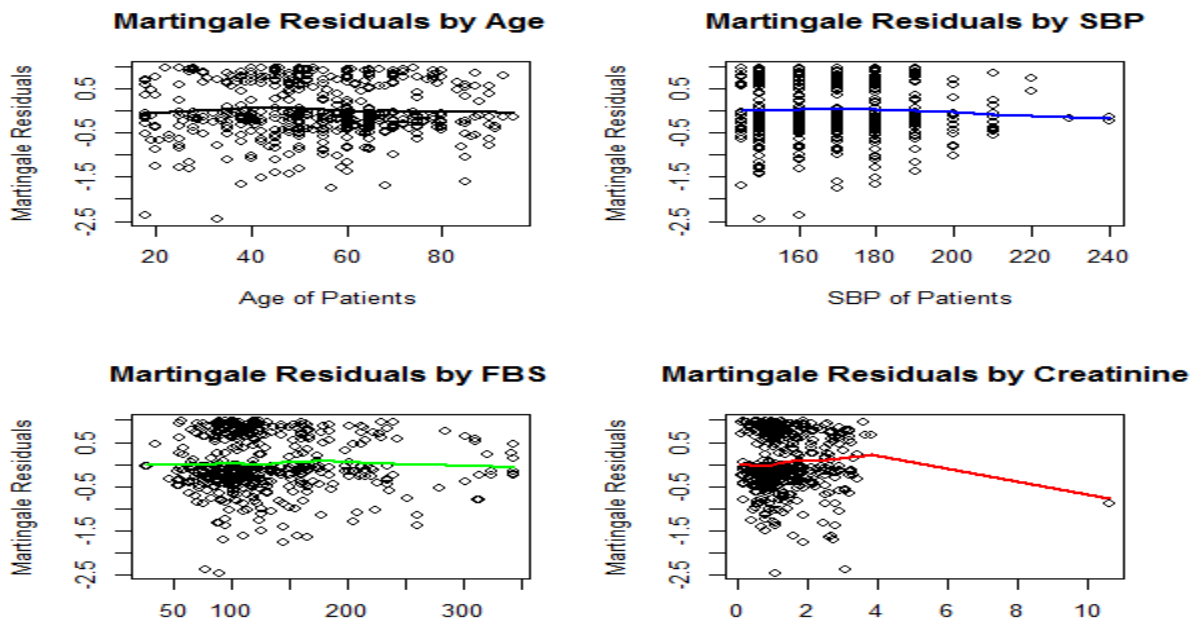 Martingale Residuals by Age
Martingale Residuals
0.5
-0.5
-1.5
-2.5
20 40 60 80
Age of Patients
Martingale Residuals by SBP
Martingale Residuals
0.5
-0.5
-1.5
-2.5
160 180 200 220 240
SBP of Patients
Martingale Residuals by FBS
Martingale Residuals
0.5
-0.5
-1.5
-2.5
50 100 200 300
Martingale Residuals by Creatinine
Martingale Residuals
0.5
-0.5
-1.5
-2.5
0 2 4 6 8 10